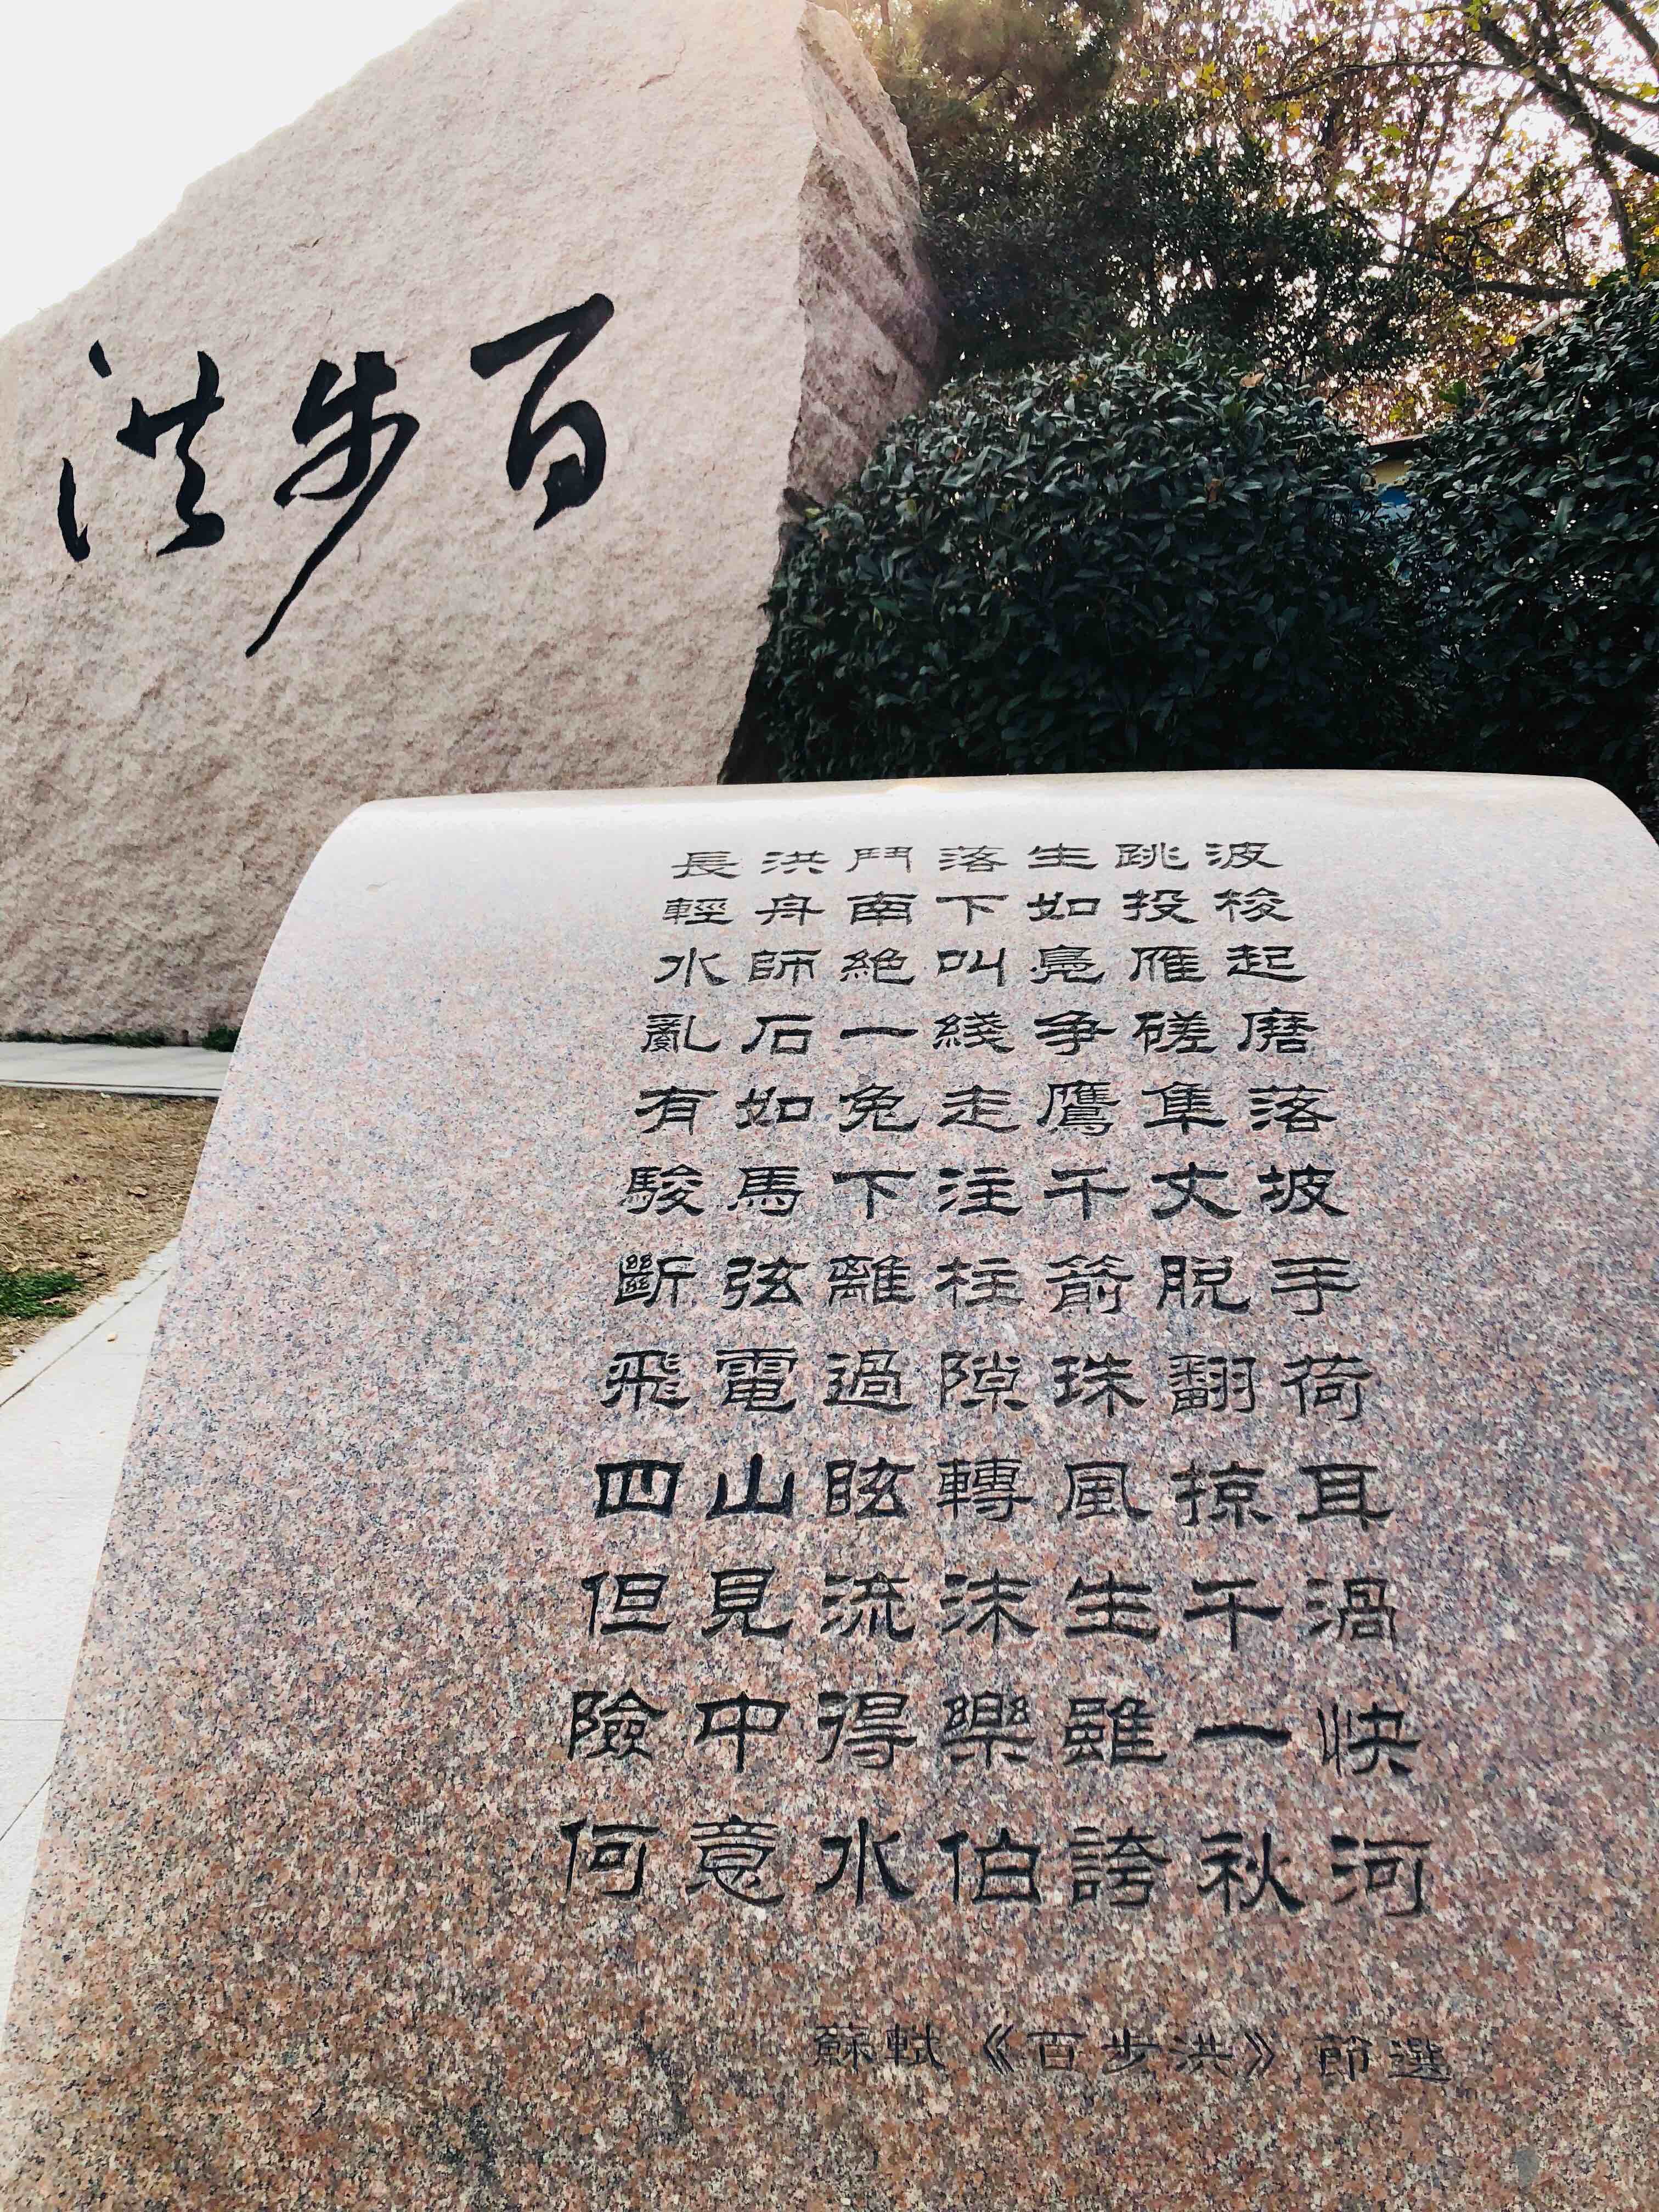 百步洪
長洪鬥落生跳波
輕舟南下如投梭
水師絶叫鳧雁起
亂石一綫争磋磨
有如兔走鷹隼落
駿馬下注千丈坡
斷弦離柱箭脱手
飛電過隙珠翻荷
四山眩轉風掠耳
但見流沫生千渦
險中得樂雖一快
何意水伯誇秋河
蘇軾《百步洪》節選